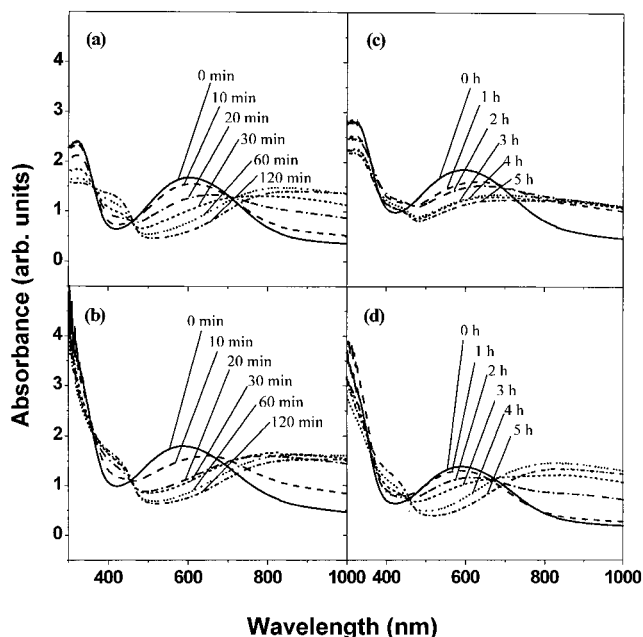 Absorbance (arb. units)
(a)
0 min
10 min
20 min
30 min
60 min
120 min
4
3
2
1
0
(c)
0 h
1 h
2 h
3 h
4 h
5 h
(b)
0 min
10 min
20 min
30 min
60 min
120 min
4
3
2
1
0
400 600 800 1000
(d)
0 h
1 h
2 h
3 h
4 h
5 h
400 600 800 1000
Wavelength (nm)